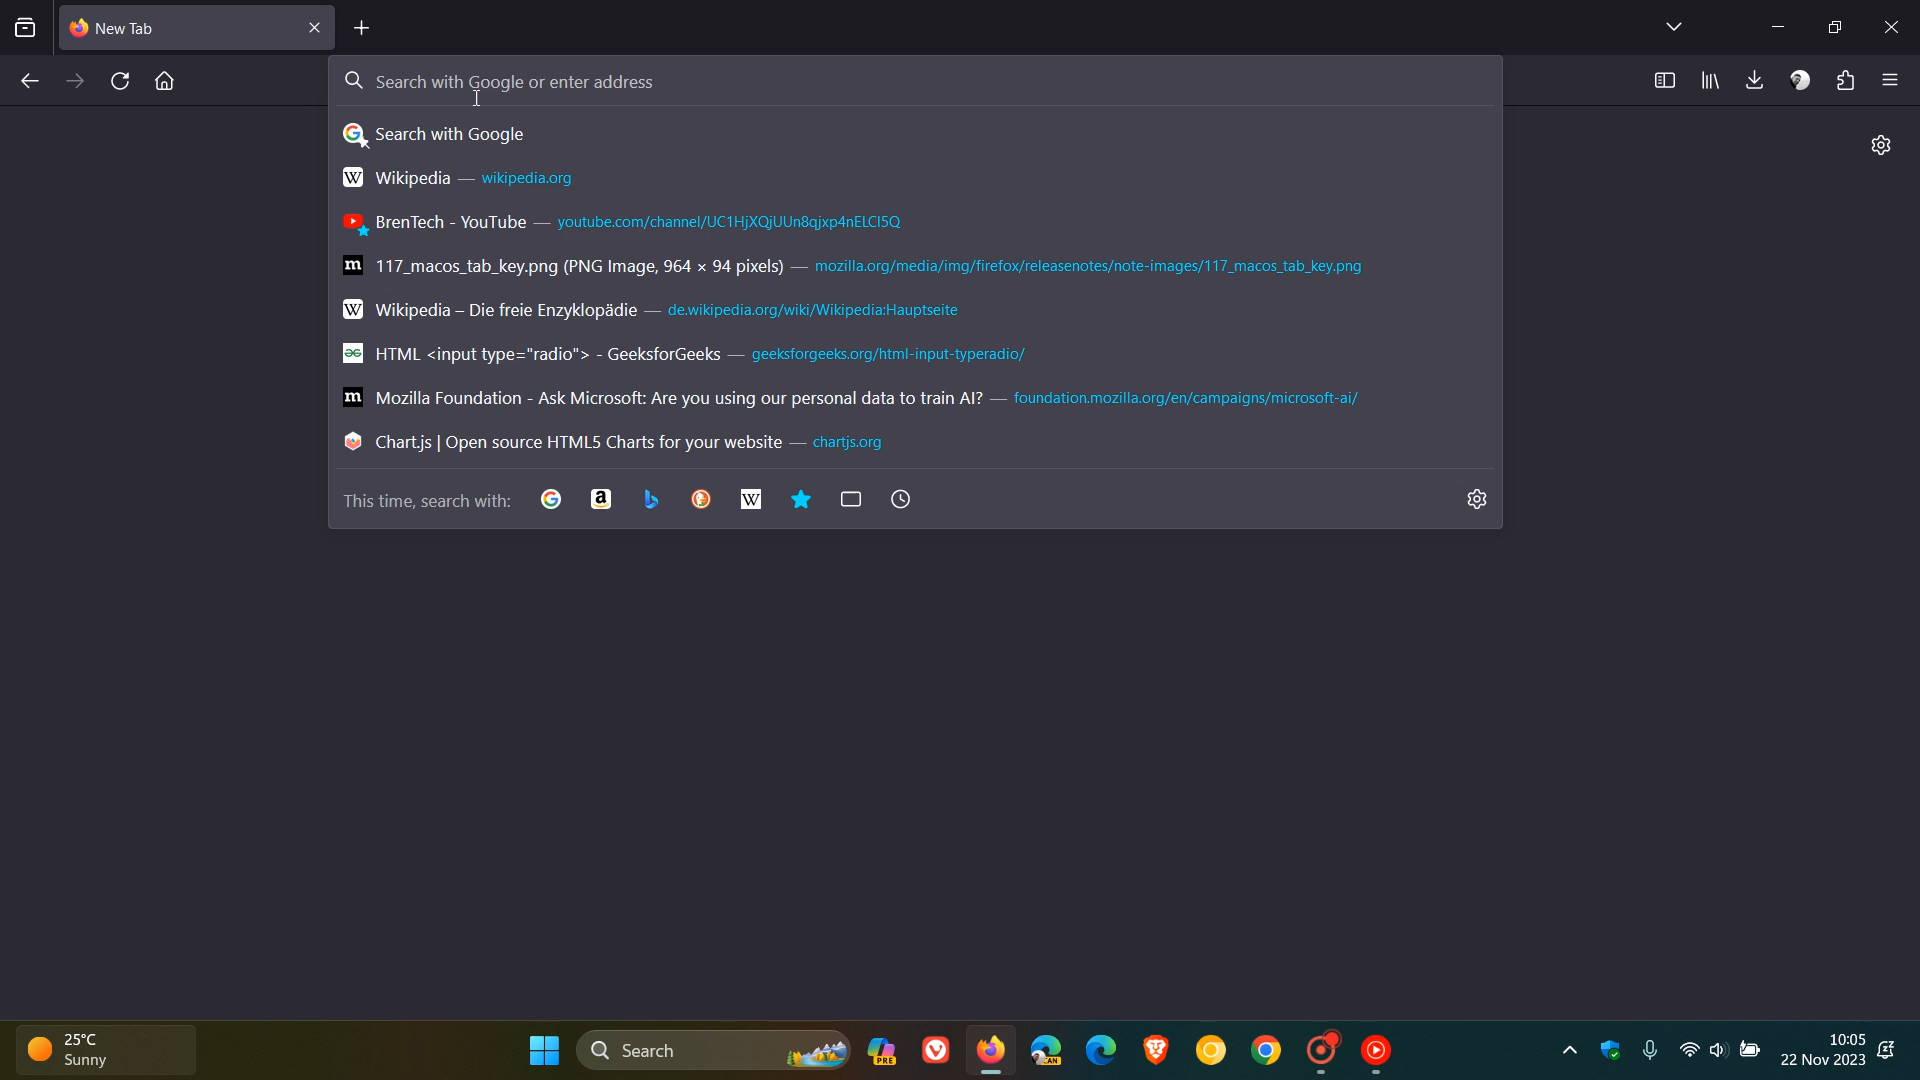 New Tab
Search with Google or enter address
Search with Google
Wikipedia — wikipedia.org
BrenTech - YouTube — youtube.com/channel/UC1HjXQjUUn8qjxp4nELCI5Q
117_macos_tab_key.png (PNG Image, 964 × 94 pixels) — mozilla.org/media/img/firefox/releasenotes/note-images/117_macos_tab_key.png
Wikipedia – Die freie Enzyklopädie — de.wikipedia.org/wiki/Wikipedia:Hauptseite
HTML <input type="radio"> - GeeksforGeeks — geeksforgeeks.org/html-input-typeradio/
Mozilla Foundation - Ask Microsoft: Are you using our personal data to train AI? — foundation.mozilla.org/en/campaigns/microsoft-ai/
Chart.js | Open source HTML5 Charts for your website — chartjs.org
This time, search with:
25°C
Sunny
Search
PRE
CAN
10:05
22 Nov 2023